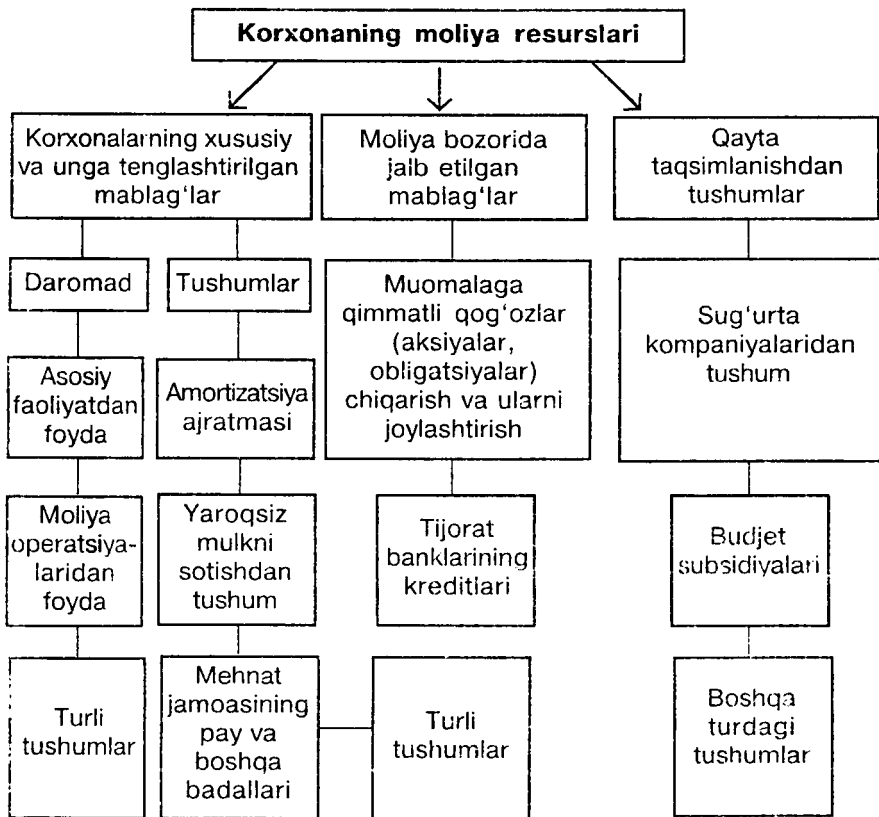 Korxonaning moliya resurslari
Korxonalarning xususiy
va unga tenglashtirilgan
mablag‘lar
Moliya bozorida
jalb etilgan
mablag‘lar
Qayta
taqsimlanishdan
tushumlar
Daromad
Tushumlar
Muomalaga
qimmatli qog‘ozlar
(aksiyalar,
obligatsiyalar)
chiqarish va ularni
joylashtirish
Sug‘urta
kompaniyalaridan
tushum
Asosiy
faoliyatdan
foyda
Amortizatsiya
ajratmasi
Moliya
operatsiya-
laridan
foyda
Yaroqsiz
mulkni
sotishdan
tushum
Tijorat
banklarining
kreditlari
Budjet
subsidiyalari
Turli
tushumlar
Mehnat
jamoasining
pay va
boshqa
badallari
Turli
tushumlar
Boshqa
turdagi
tushumlar